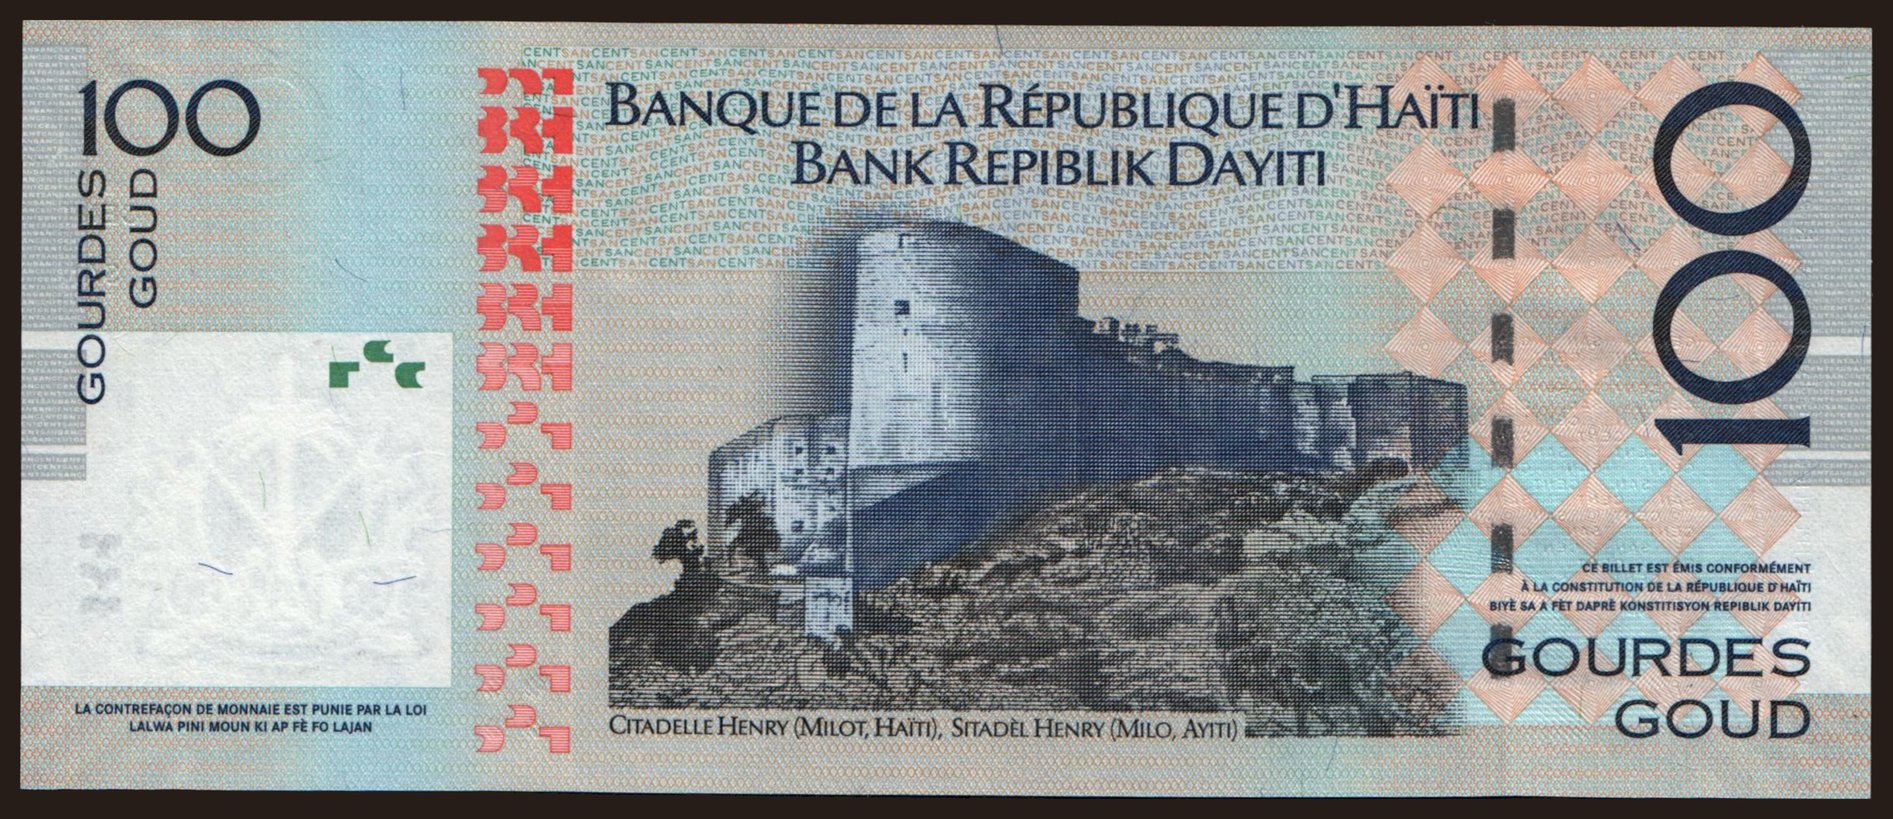 100
GOURDES
GOUD
BANQUE DE LA RÉPUBLIQUE D'HAÏTI
BANK REPIBLIK DAYITI
100
CE BILLET EST ÉMIS CONFORMÉMENT
À LA CONSTITUTION DE LA RÉPUBLIQUE D'HAÏTI
BIYÈ SA A FÈT DAPRÈ KONSTITISYON REPIBLIK DAYITI
GOURDES
GOUD
LA CONTREFAÇON DE MONNAIE EST PUNIE PAR LA LOI
LALWA PINI MOUN KI AP FÈ FO LAJAN
CITADELLE HENRY (MILOT, HAÏTI), SITADÈL HENRY (MILO, AYITI)